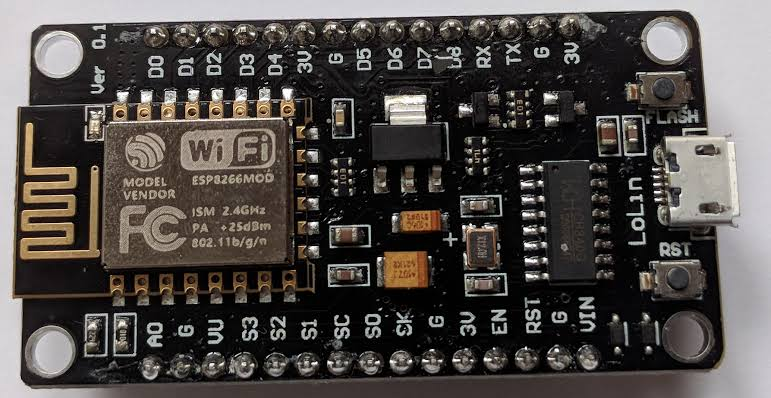 Ver 0.1
D0 D1 D2 D3 D4 3V G D5 D6 D7 D8 RX TX G 3V
FLASH
WiFi
MODEL
VENDOR
ESP8266MOD
FC
ISM 2.4GHz
PA +25dBm
802.11b/g/n
LoLin
RST
+
A0 G VU S3 S2 S1 SC SO SK G 3V EN RST G VIN